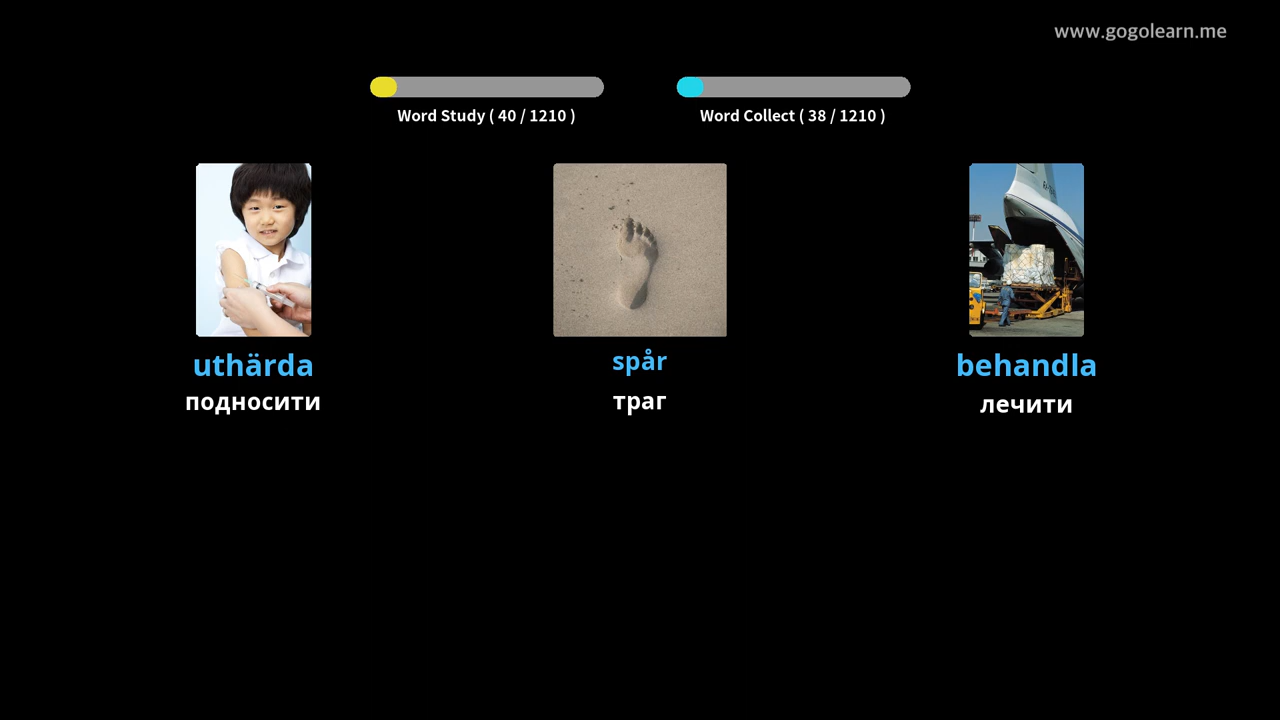 www.gogolearn.me
Word Study ( 40 / 1210 )
Word Collect ( 38 / 1210 )
uthärda
подносити
spår
траг
behandla
лечити